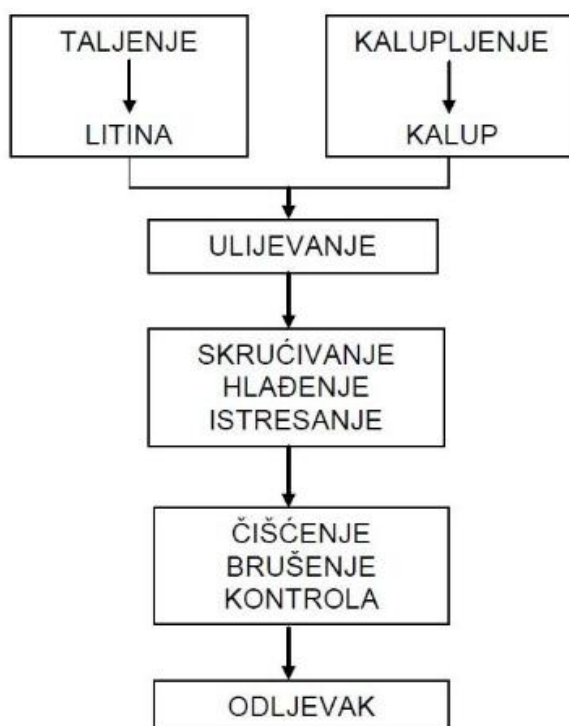 TALJENJE
LITINA
KALUPLJENJE
KALUP
ULIJEVANJE
SKRUĆIVANJE
HLAĐENJE
ISTRESANJE
ČIŠĆENJE
BRUŠENJE
KONTROLA
ODLJEVAK